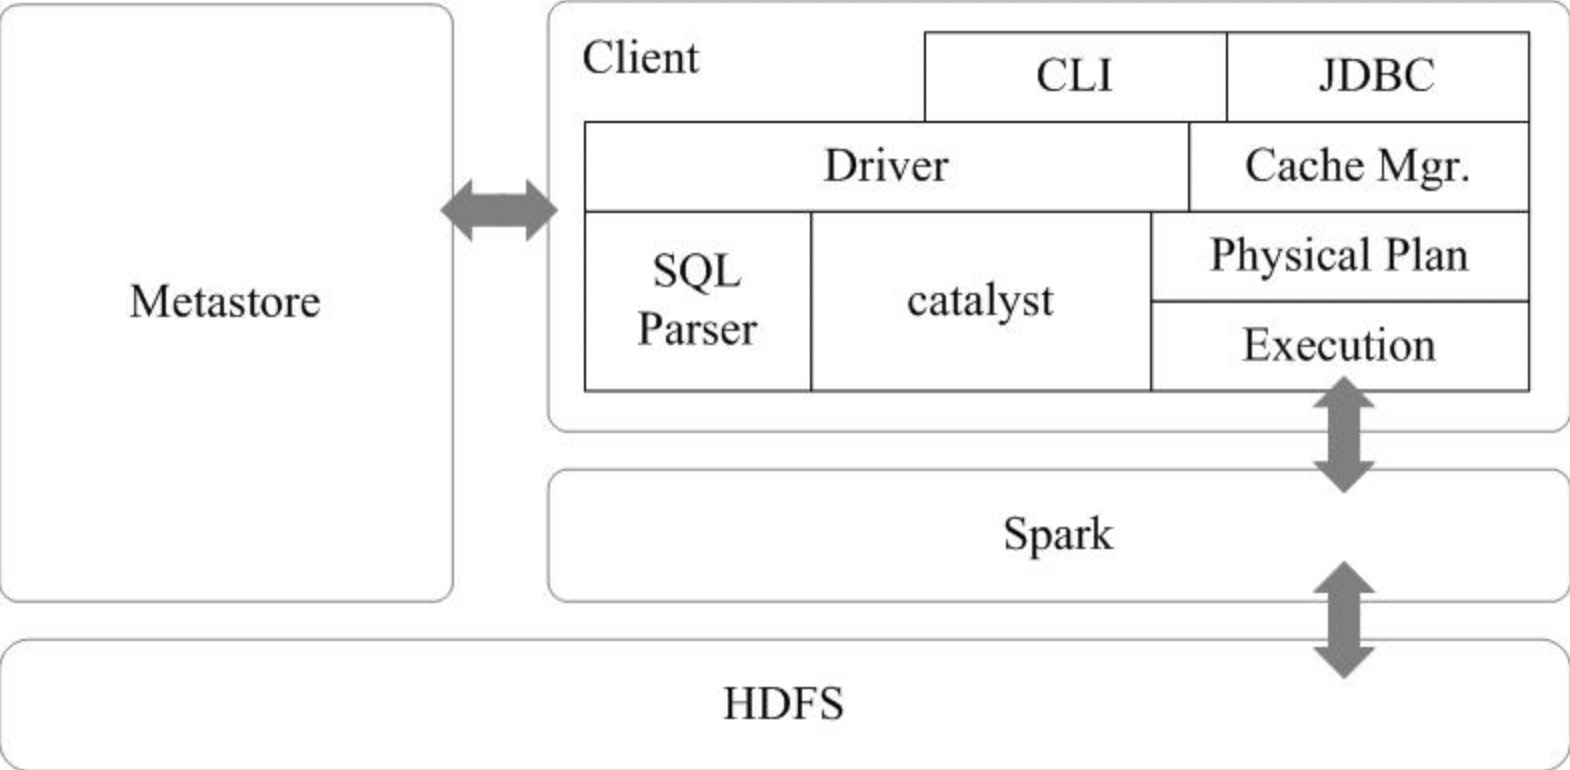 Client
CLI
JDBC
Driver
Cache Mgr.
Metastore
SQL
Parser
catalyst
Physical Plan
Execution
Spark
HDFS